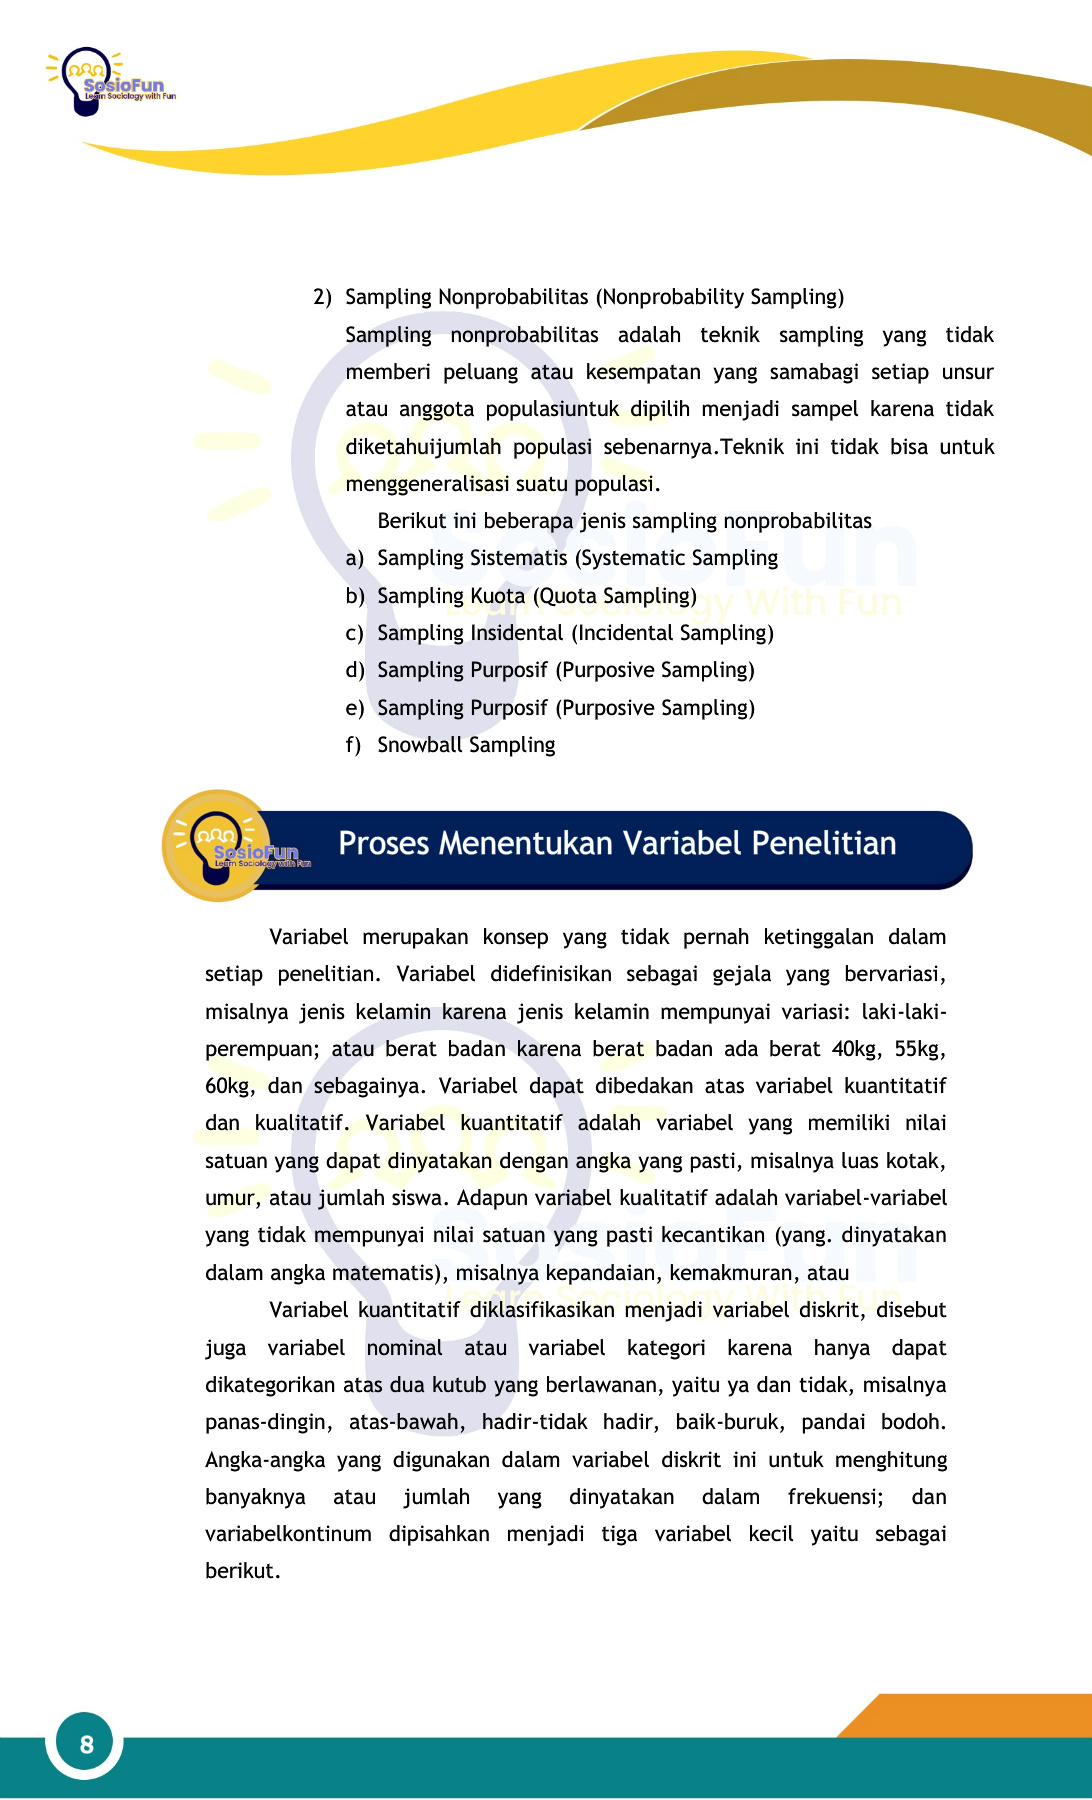 SosioFun
Learn Sociology with Fun
2) Sampling Nonprobabilitas (Nonprobability Sampling)
Sampling nonprobabilitas adalah teknik sampling yang tidak
memberi peluang atau kesempatan yang samabagi setiap unsur
atau anggota populasiuntuk dipilih menjadi sampel karena tidak
diketahuijumlah populasi sebenarnya.Teknik ini tidak bisa untuk
menggeneralisasi suatu populasi.
Berikut ini beberapa jenis sampling nonprobabilitas
a) Sampling Sistematis (Systematic Sampling
b) Sampling Kuota (Quota Sampling)
c) Sampling Insidental (Incidental Sampling)
d) Sampling Purposif (Purposive Sampling)
e) Sampling Purposif (Purposive Sampling)
f) Snowball Sampling
SosioFun
Learn Sociology With Fun
SosioFun
Learn Sociology with Fun
Proses Menentukan Variabel Penelitian
Variabel merupakan konsep yang tidak pernah ketinggalan dalam
setiap penelitian. Variabel didefinisikan sebagai gejala yang bervariasi,
misalnya jenis kelamin karena jenis kelamin mempunyai variasi: laki-laki-
perempuan; atau berat badan karena berat badan ada berat 40kg, 55kg,
60kg, dan sebagainya. Variabel dapat dibedakan atas variabel kuantitatif
dan kualitatif. Variabel kuantitatif adalah variabel yang memiliki nilai
satuan yang dapat dinyatakan dengan angka yang pasti, misalnya luas kotak,
umur, atau jumlah siswa. Adapun variabel kualitatif adalah variabel-variabel
yang tidak mempunyai nilai satuan yang pasti kecantikan (yang. dinyatakan
dalam angka matematis), misalnya kepandaian, kemakmuran, atau
Variabel kuantitatif diklasifikasikan menjadi variabel diskrit, disebut
juga variabel nominal atau variabel kategori karena hanya dapat
dikategorikan atas dua kutub yang berlawanan, yaitu ya dan tidak, misalnya
panas-dingin, atas-bawah, hadir-tidak hadir, baik-buruk, pandai bodoh.
Angka-angka yang digunakan dalam variabel diskrit ini untuk menghitung
banyaknya atau jumlah yang dinyatakan dalam frekuensi; dan
variabelkontinum dipisahkan menjadi tiga variabel kecil yaitu sebagai
berikut.
SosioFun
Learn Sociology With Fun
8